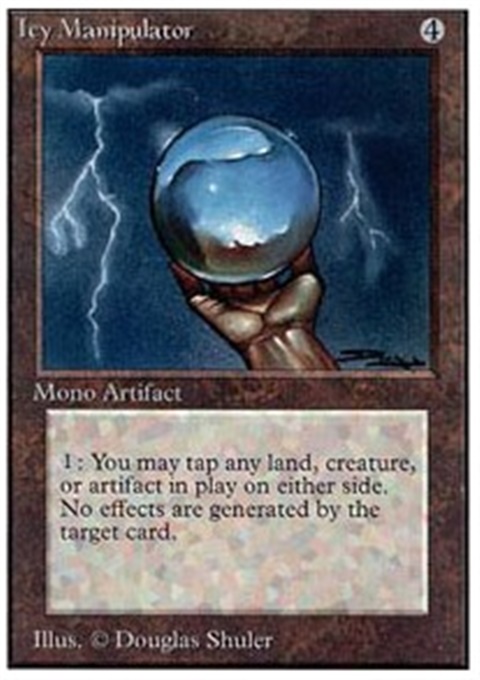 Icy Manipulator 4
Mono Artifact
1: You may tap any land, creature,
or artifact in play on either side.
No effects are generated by the
target card.
Illus. © Douglas Shuler